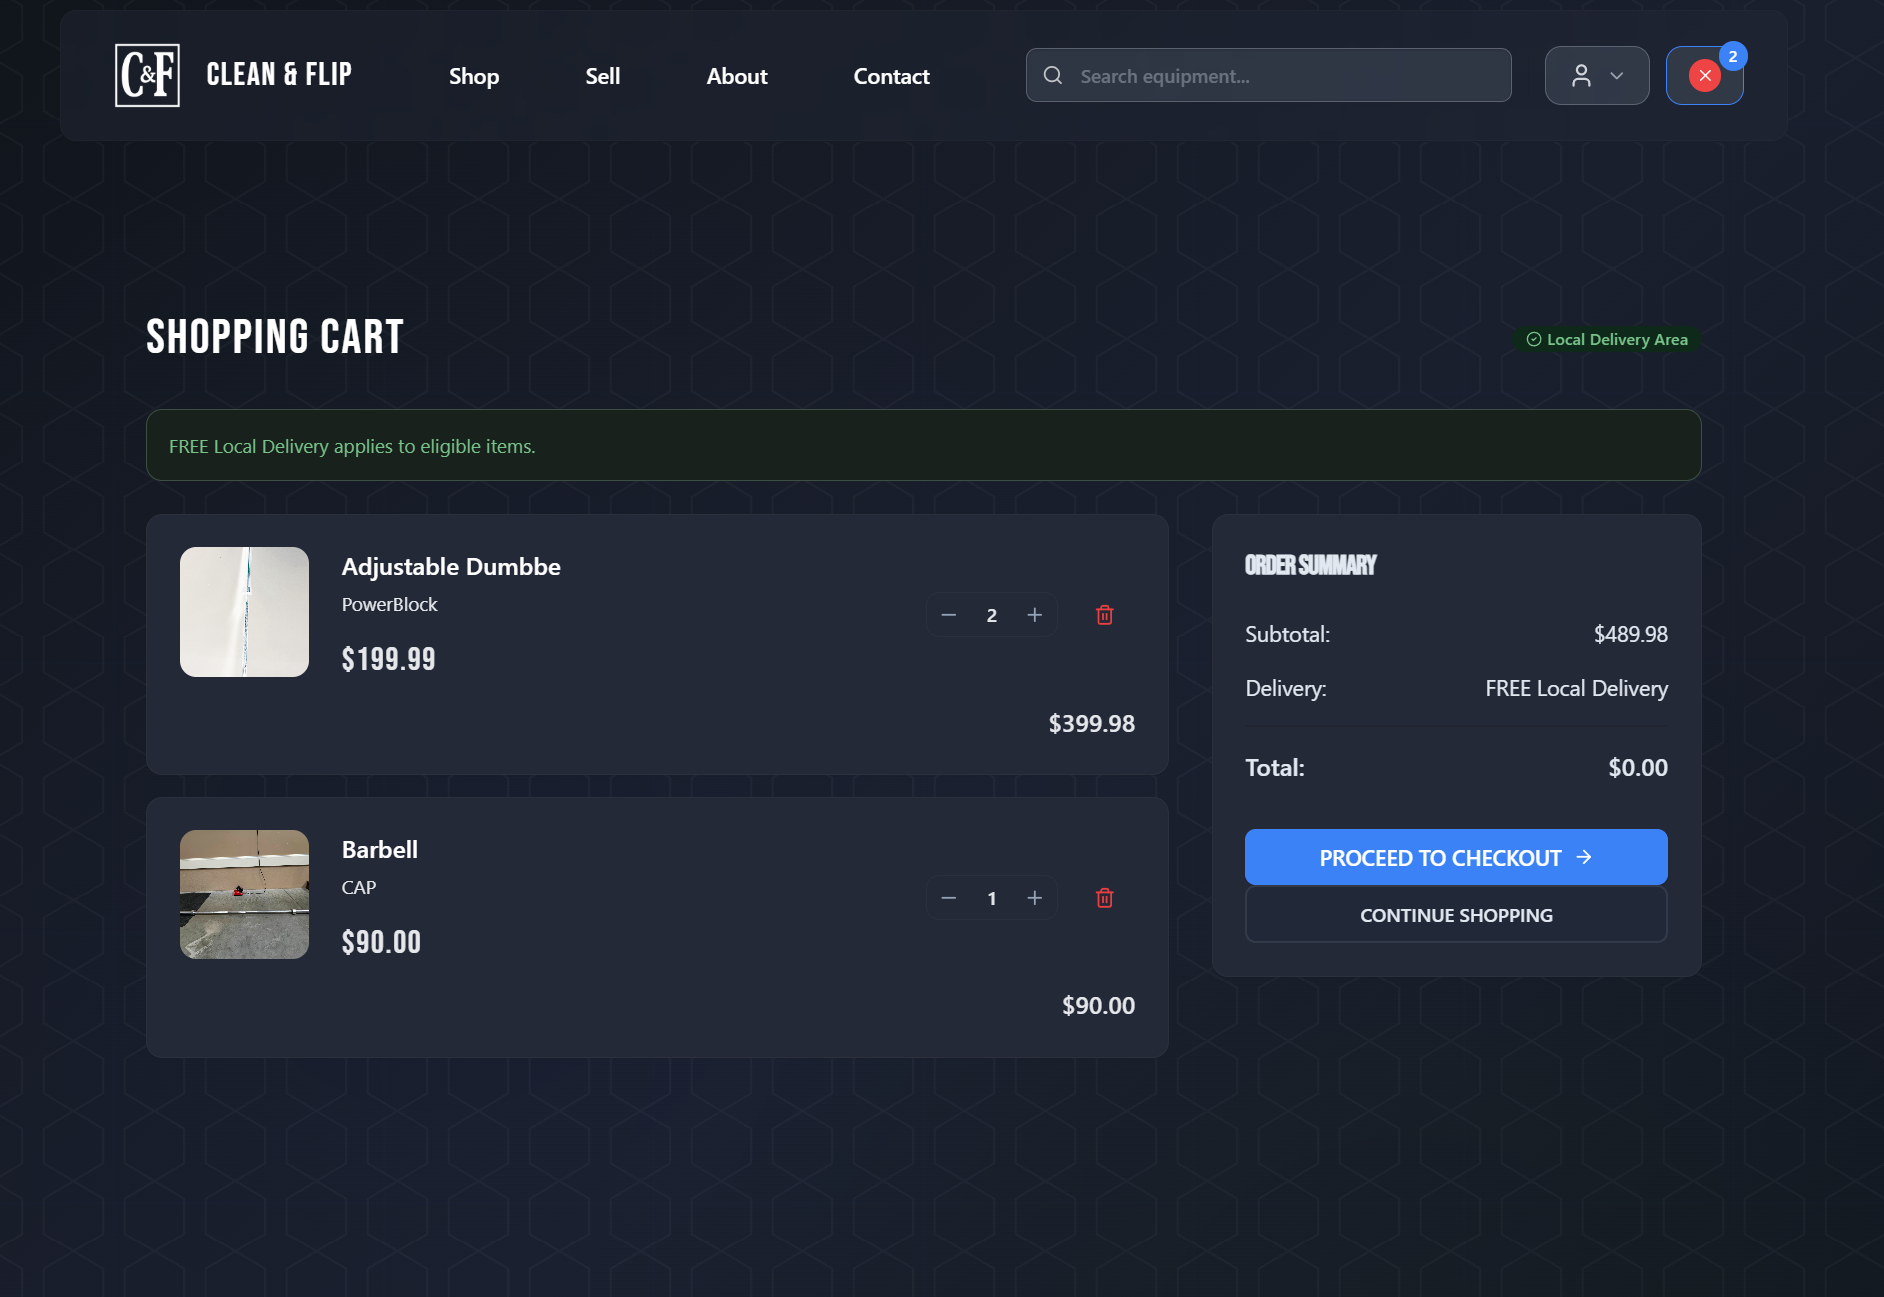 C&F
CLEAN & FLIP
Shop
Sell
About
Contact
Search equipment...
2
SHOPPING CART
Local Delivery Area
FREE Local Delivery applies to eligible items.
Adjustable Dumbbe
PowerBlock
$199.99
2
$399.98
Barbell
CAP
$90.00
1
$90.00
ORDER SUMMARY
Subtotal: $489.98
Delivery: FREE Local Delivery
Total: $0.00
PROCEED TO CHECKOUT →
CONTINUE SHOPPING